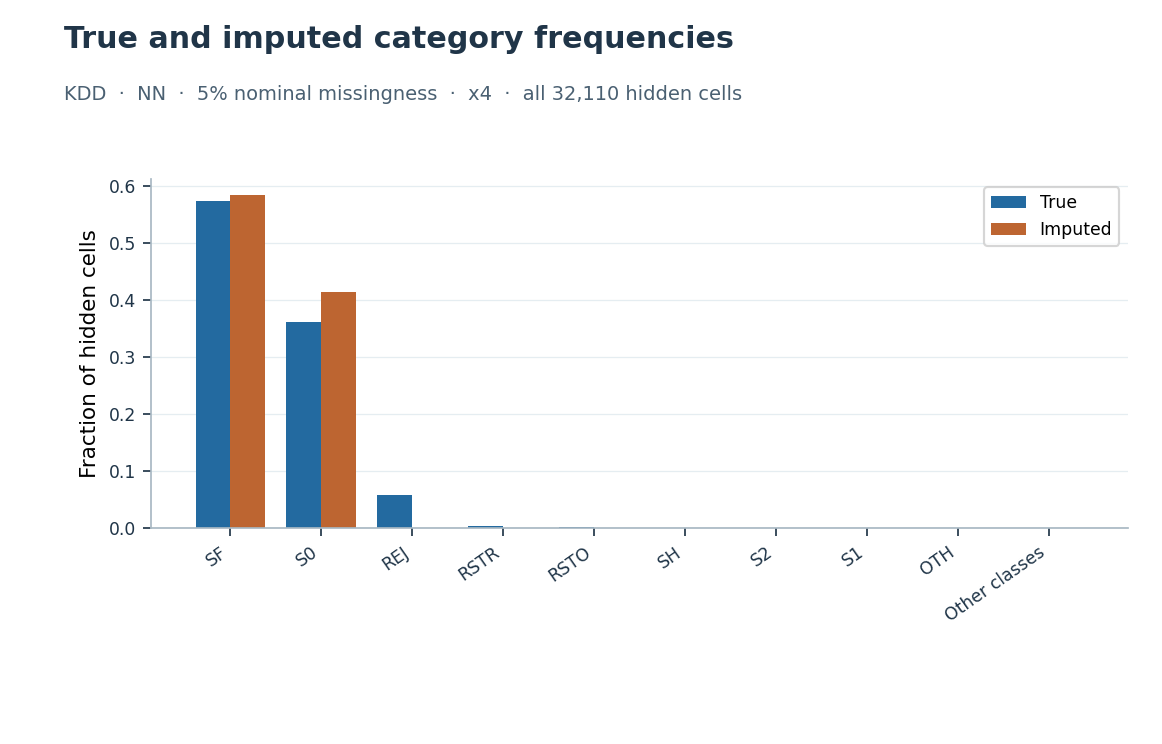 True and imputed category frequencies
KDD · NN · 5% nominal missingness · x4 · all 32,110 hidden cells
Fraction of hidden cells
0.6
0.5
0.4
0.3
0.2
0.1
0.0
True
Imputed
SF
S0
REJ
RSTR
RSTO
SH
S2
S1
OTH
Other classes